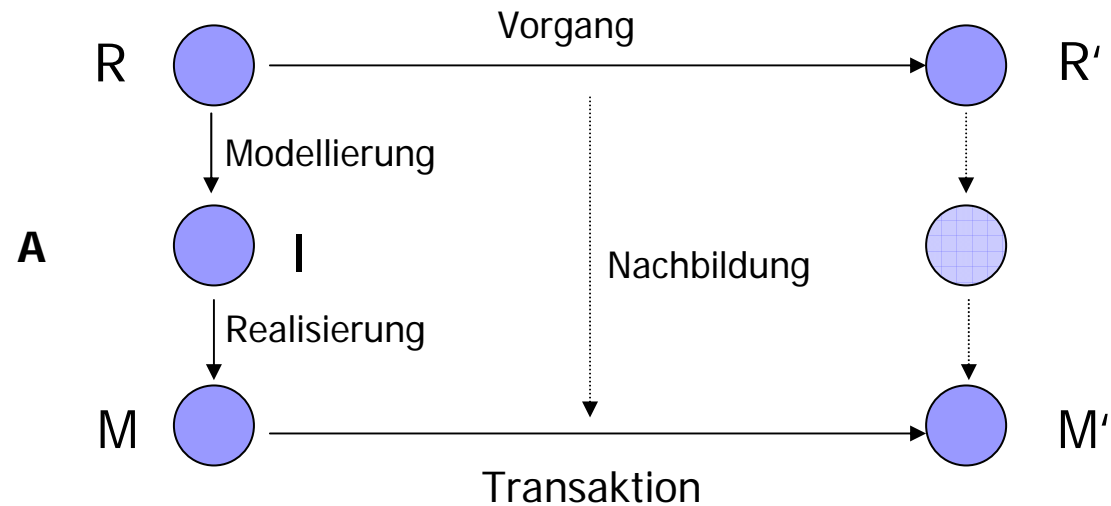 Vorgang
R
R‘
Modellierung
A
I
Nachbildung
Realisierung
M
M‘
Transaktion